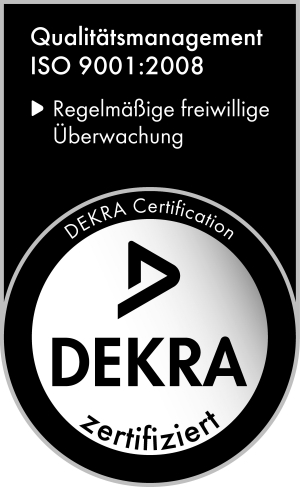 Qualitätsmanagement
ISO 9001:2008
Regelmäßige freiwillige
Überwachung
DEKRA Certification
DEKRA
zertifiziert